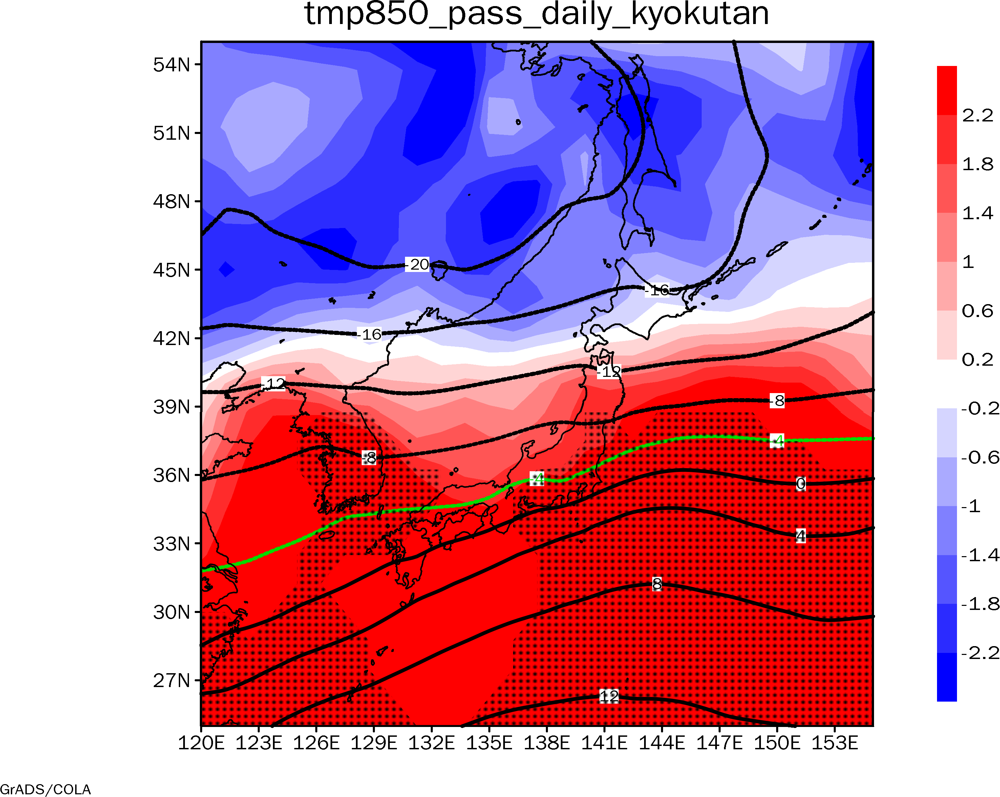 tmp850_pass_daily_kyokutan
54N
51N
48N
45N
42N
39N
36N
33N
30N
27N
120E 123E 126E 129E 132E 135E 138E 141E 144E 147E 150E 153E
-20
-16
-16
-12
-12
-8
-8
-4
-4
0
4
8
12
2.2
1.8
1.4
1
0.6
0.2
-0.2
-0.6
-1
-1.4
-1.8
-2.2
GrADS/COLA